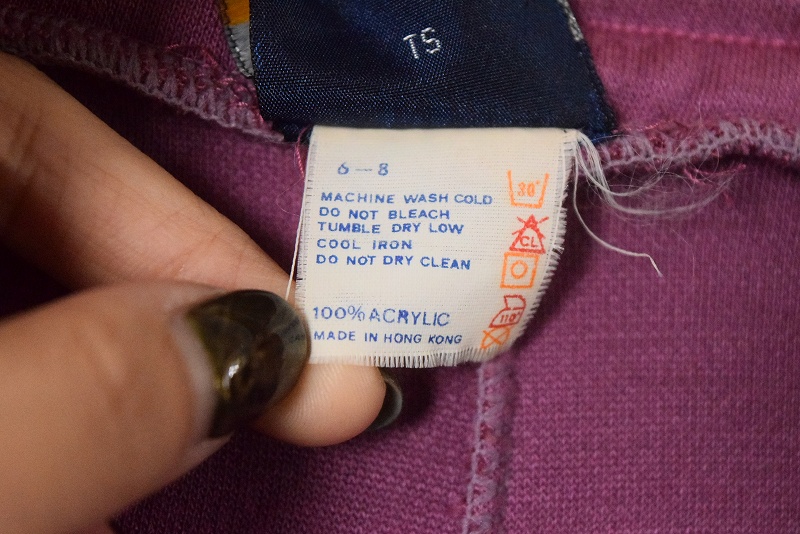 TS
6-8
MACHINE WASH COLD
DO NOT BLEACH
TUMBLE DRY LOW
COOL IRON
DO NOT DRY CLEAN
100% ACRYLIC
MADE IN HONG KONG
30°
CL
110°